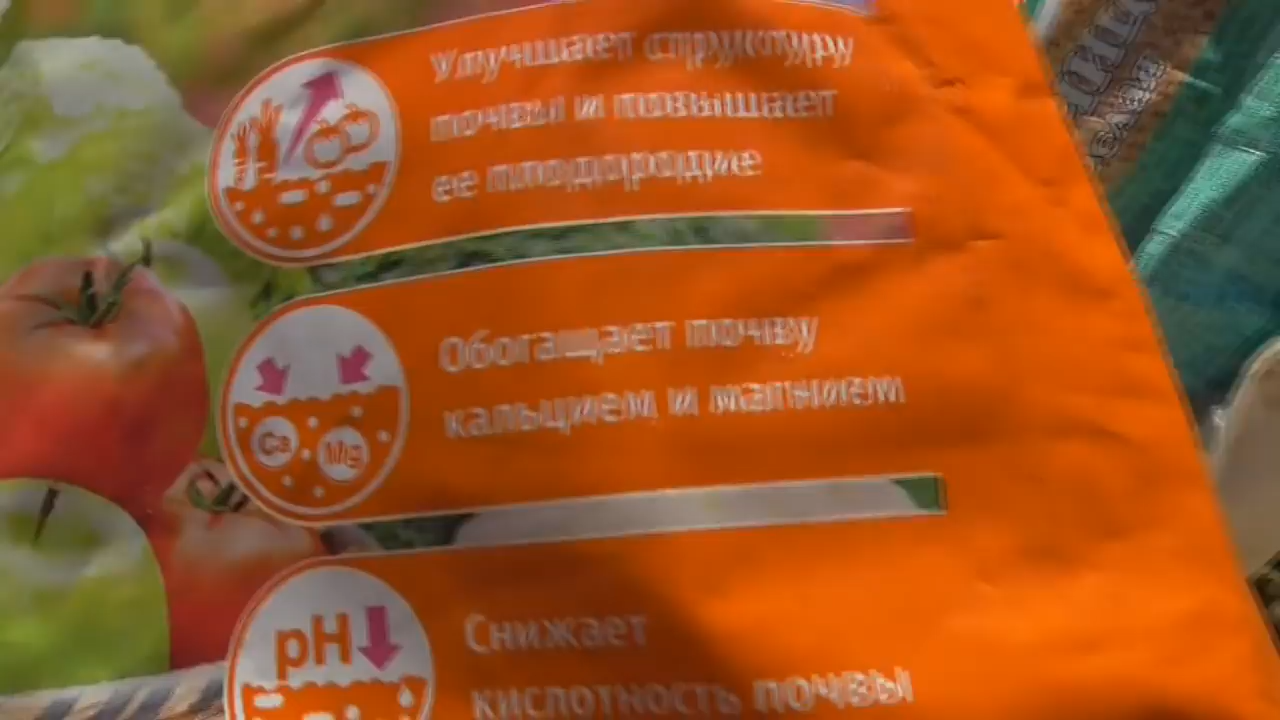 Улучшает структуру
почвы и повышает
ее плодородие
Обогащает почву
кальцием и магнием
Ca
Mg
pH
Снижает
кислотность почвы